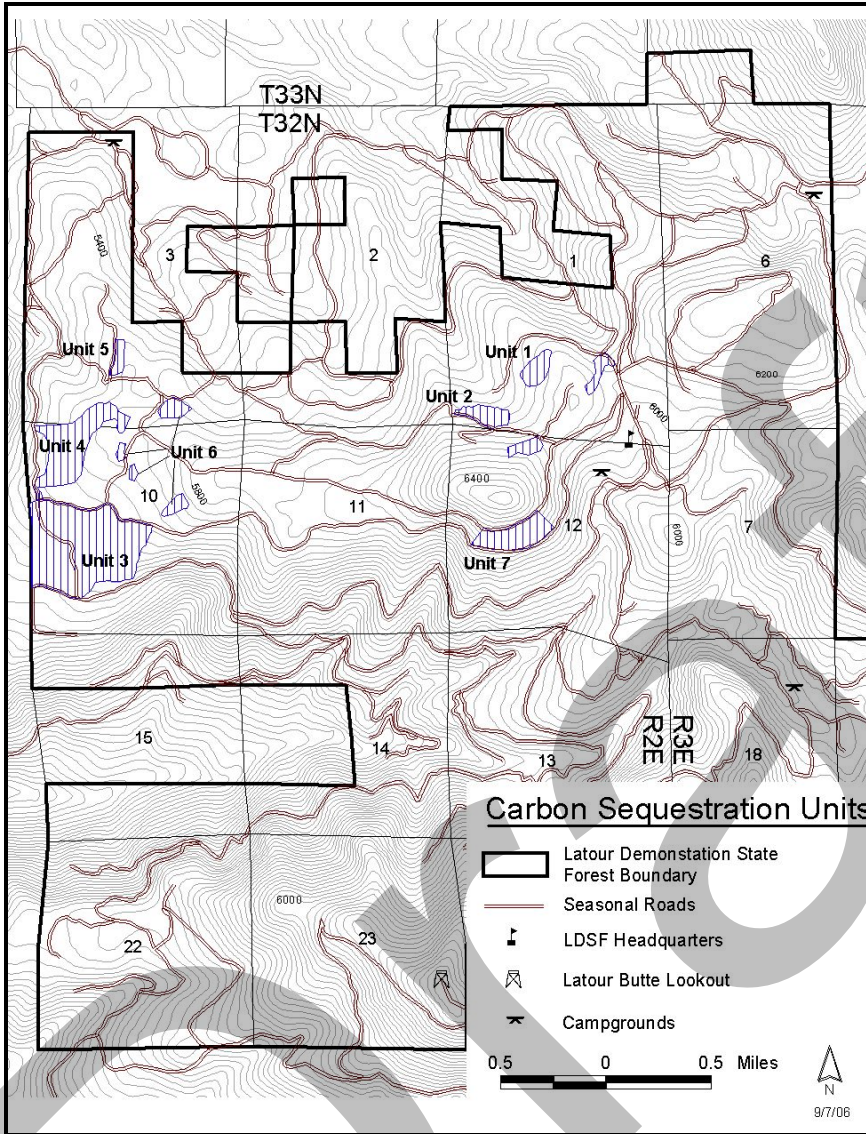 T33N
T32N
5400
3
2
1
6
Unit 5
Unit 1
6200
Unit 2
6000
Unit 4
Unit 6
10
5800
6400
11
12
6000
7
Unit 3
Unit 7
15
14
13
R2E
R3E
18
Carbon Sequestration Units
Latour Demonstation State
Forest Boundary
Seasonal Roads
LDSF Headquarters
Latour Butte Lookout
Campgrounds
0.5 0 0.5 Miles
N
9/7/06
6000
22
23